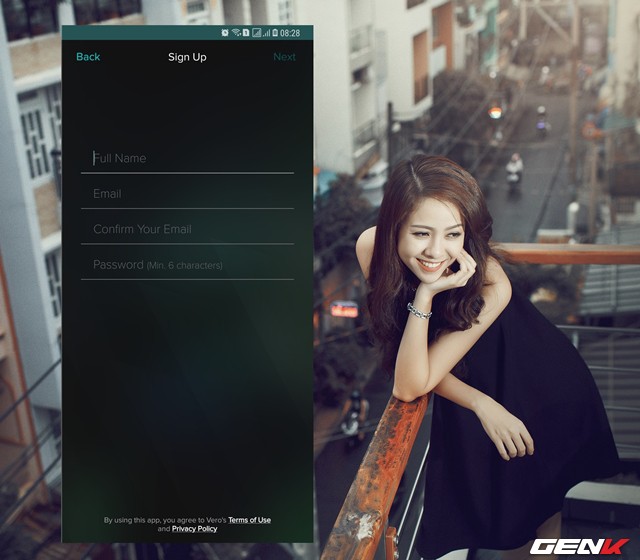 08:28
Back Sign Up Next
Full Name
Email
Confirm Your Email
Password (Min. 6 characters)
By using this app, you agree to Vero's Terms of Use
and Privacy Policy
GENK